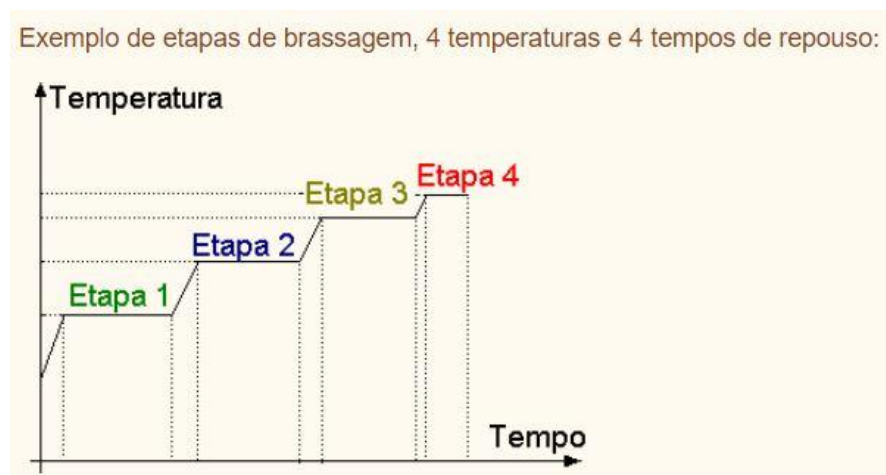 Exemplo de etapas de brassagem, 4 temperaturas e 4 tempos de repouso:
Temperatura
Etapa 4
Etapa 3
Etapa 2
Etapa 1
Tempo